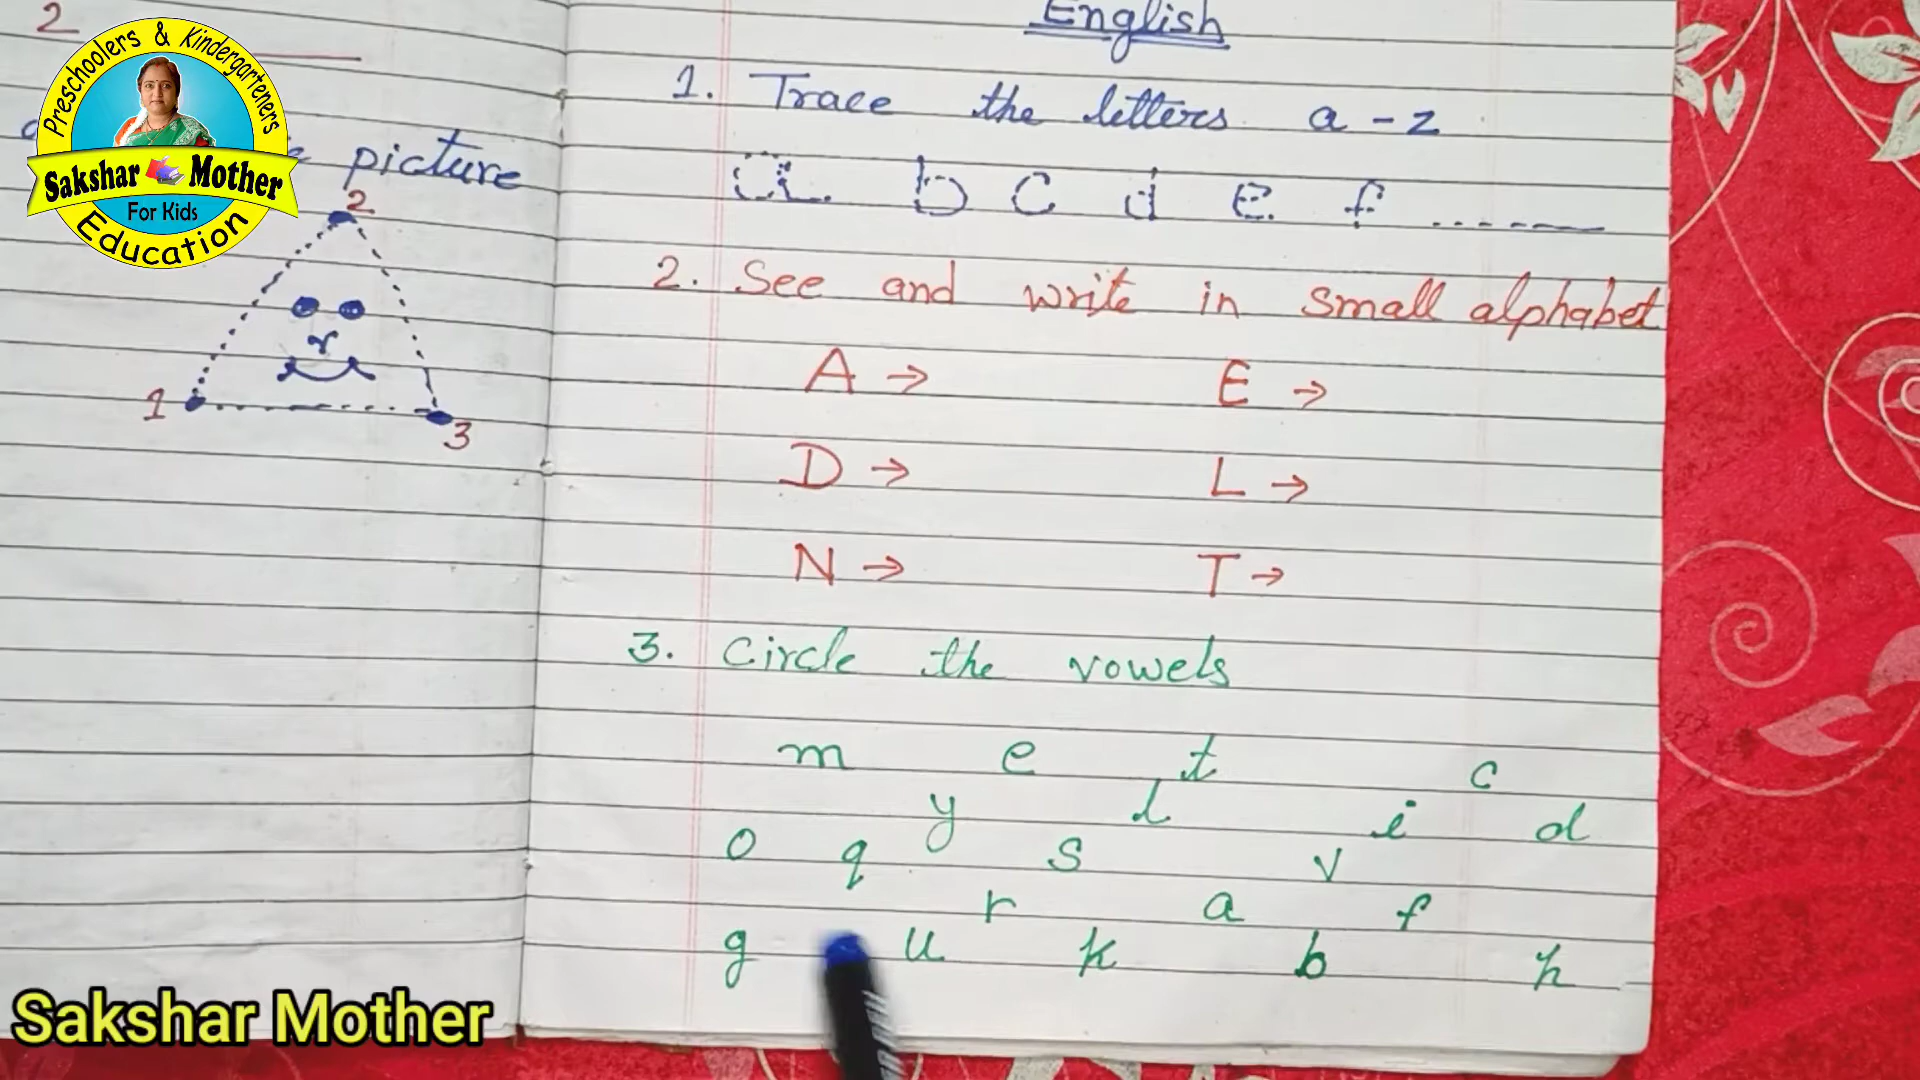 2
Preschoolers & Kindergarteners
Sakshar Mother
For Kids
Education
picture
2
1
3
English
1. Trace the letters a - z
a b c d e f
2. See and write in small alphabet
A → E →
D → L →
N → T →
3. Circle the vowels
m e t c
y l i d
o q s v
r a f
g u k b h
Sakshar Mother